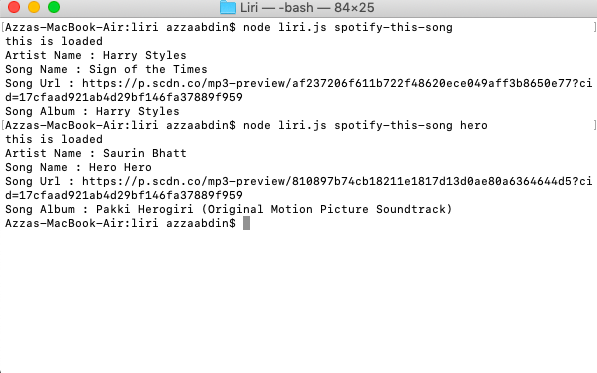 Liri — -bash — 84×25
[Azzas-MacBook-Air:liri azzaabdin$ node liri.js spotify-this-song ]
this is loaded
Artist Name : Harry Styles
Song Name : Sign of the Times
Song Url : https://p.scdn.co/mp3-preview/af237206f611b722f48620ece049aff3b8650e77?ci
d=17cfaad921ab4d29bf146fa37889f959
Song Album : Harry Styles
[Azzas-MacBook-Air:liri azzaabdin$ node liri.js spotify-this-song hero ]
this is loaded
Artist Name : Saurin Bhatt
Song Name : Hero Hero
Song Url : https://p.scdn.co/mp3-preview/810897b74cb18211e1817d13d0ae80a6364644d5?ci
d=17cfaad921ab4d29bf146fa37889f959
Song Album : Pakki Herogiri (Original Motion Picture Soundtrack)
Azzas-MacBook-Air:liri azzaabdin$